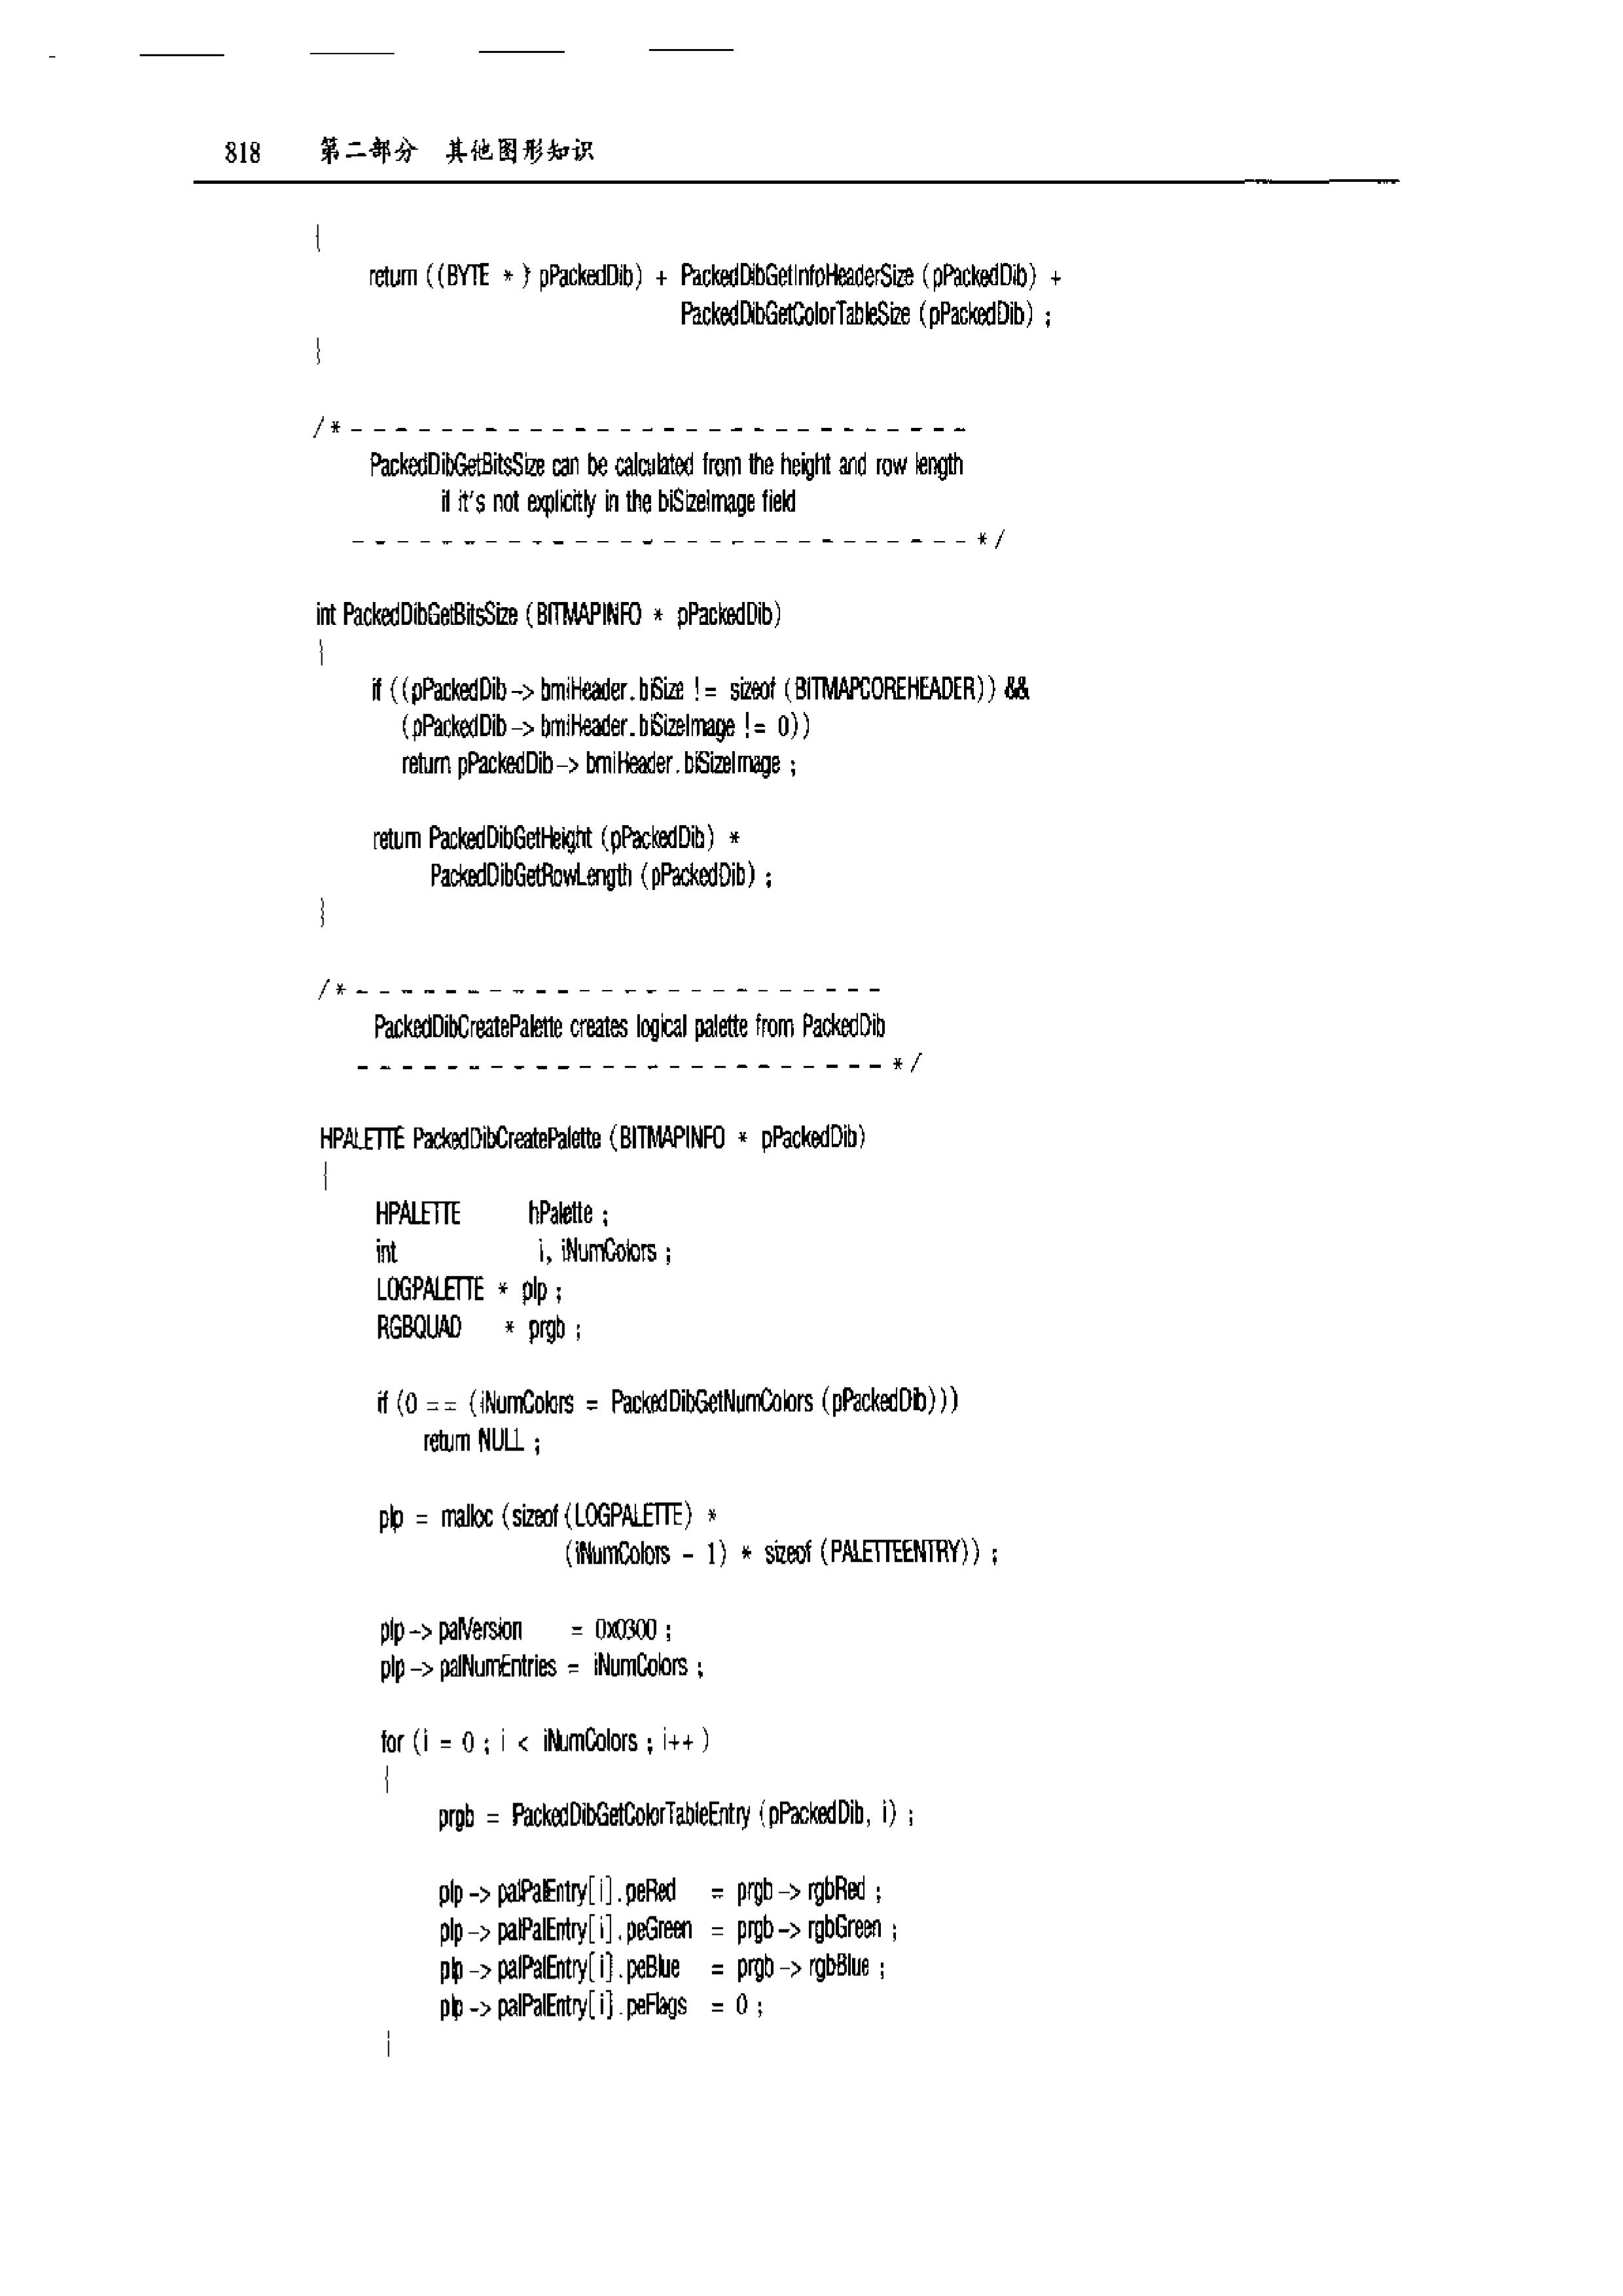 818 第二部分 其他图形知识
{
return ((BYTE * ) pPackedDib) + PackedDibGetInfoHeaderSize (pPackedDib) +
PackedDibGetColorTableSize (pPackedDib) ;
}
/* - - - - - - - - - - - - - - - - - - - - - - - - - - - -
PackedDibGetBitsSize can be calculated from the height and row length
if it's not explicitly in the biSizeImage field
- - - - - - - - - - - - - - - - - - - - - - - - - - - - */
int PackedDibGetBitsSize (BITMAPINFO * pPackedDib)
{
if ((pPackedDib -> bmiHeader.biSize != sizeof (BITMAPCOREHEADER)) &&
(pPackedDib -> bmiHeader.biSizeImage != 0))
return pPackedDib -> bmiHeader.biSizeImage ;
return PackedDibGetHeight (pPackedDib) *
PackedDibGetRowLength (pPackedDib) ;
}
/* - - - - - - - - - - - - - - - - - - - - - - - -
PackedDibCreatePalette creates logical palette from PackedDib
- - - - - - - - - - - - - - - - - - - - - - - - */
HPALETTE PackedDibCreatePalette (BITMAPINFO * pPackedDib)
{
HPALETTE hPalette ;
int i, iNumColors ;
LOGPALETTE * plp ;
RGBQUAD * prgb ;
if (0 == (iNumColors = PackedDibGetNumColors (pPackedDib)))
return NULL ;
plp = malloc (sizeof (LOGPALETTE) *
(iNumColors - 1) * sizeof (PALETTEENTRY)) ;
plp -> palVersion = 0x0300 ;
plp -> palNumEntries = iNumColors ;
for (i = 0 ; i < iNumColors ; i++ )
{
prgb = PackedDibGetColorTableEntry (pPackedDib, i) ;
plp -> palPalEntry[i].peRed = prgb -> rgbRed ;
plp -> palPalEntry[i].peGreen = prgb -> rgbGreen ;
plp -> palPalEntry[i].peBlue = prgb -> rgbBlue ;
plp -> palPalEntry[i].peFlags = 0 ;
}